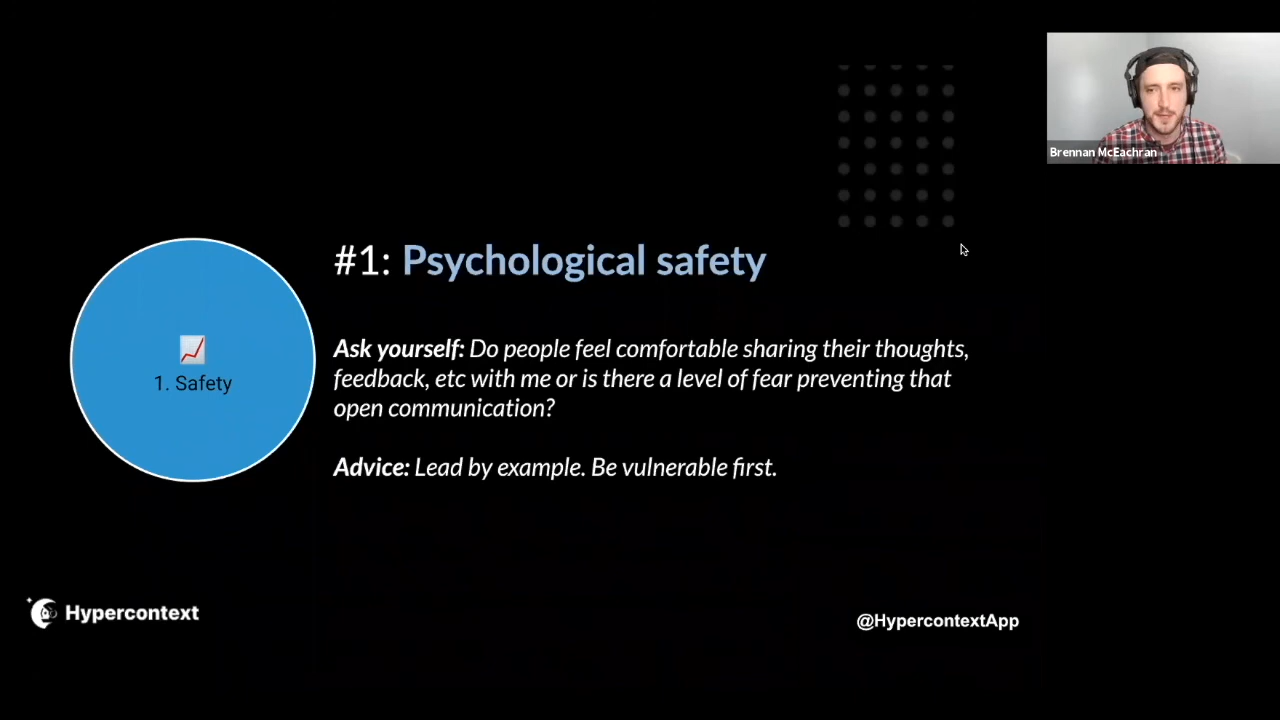 Brennan McEachran
#1: Psychological safety
Ask yourself: Do people feel comfortable sharing their thoughts,
feedback, etc with me or is there a level of fear preventing that
open communication?
1. Safety
Advice: Lead by example. Be vulnerable first.
Hypercontext
@HypercontextApp